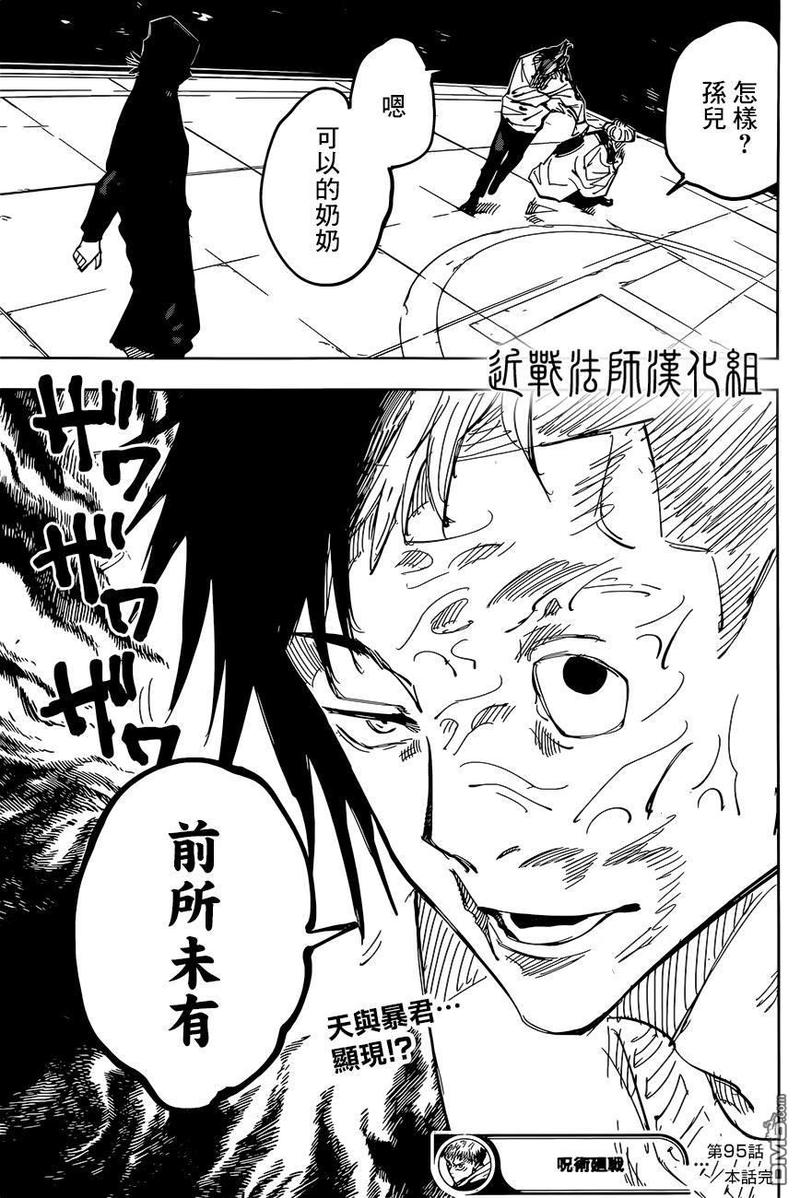 怎樣?
孫兒
嗯
可以的奶奶
近戰法師漢化組
ザワ
ザワ
ザワ
前所未有
天與暴君…
顯現!?
呪術廻戦
…
第95話
本話完
DM5.com